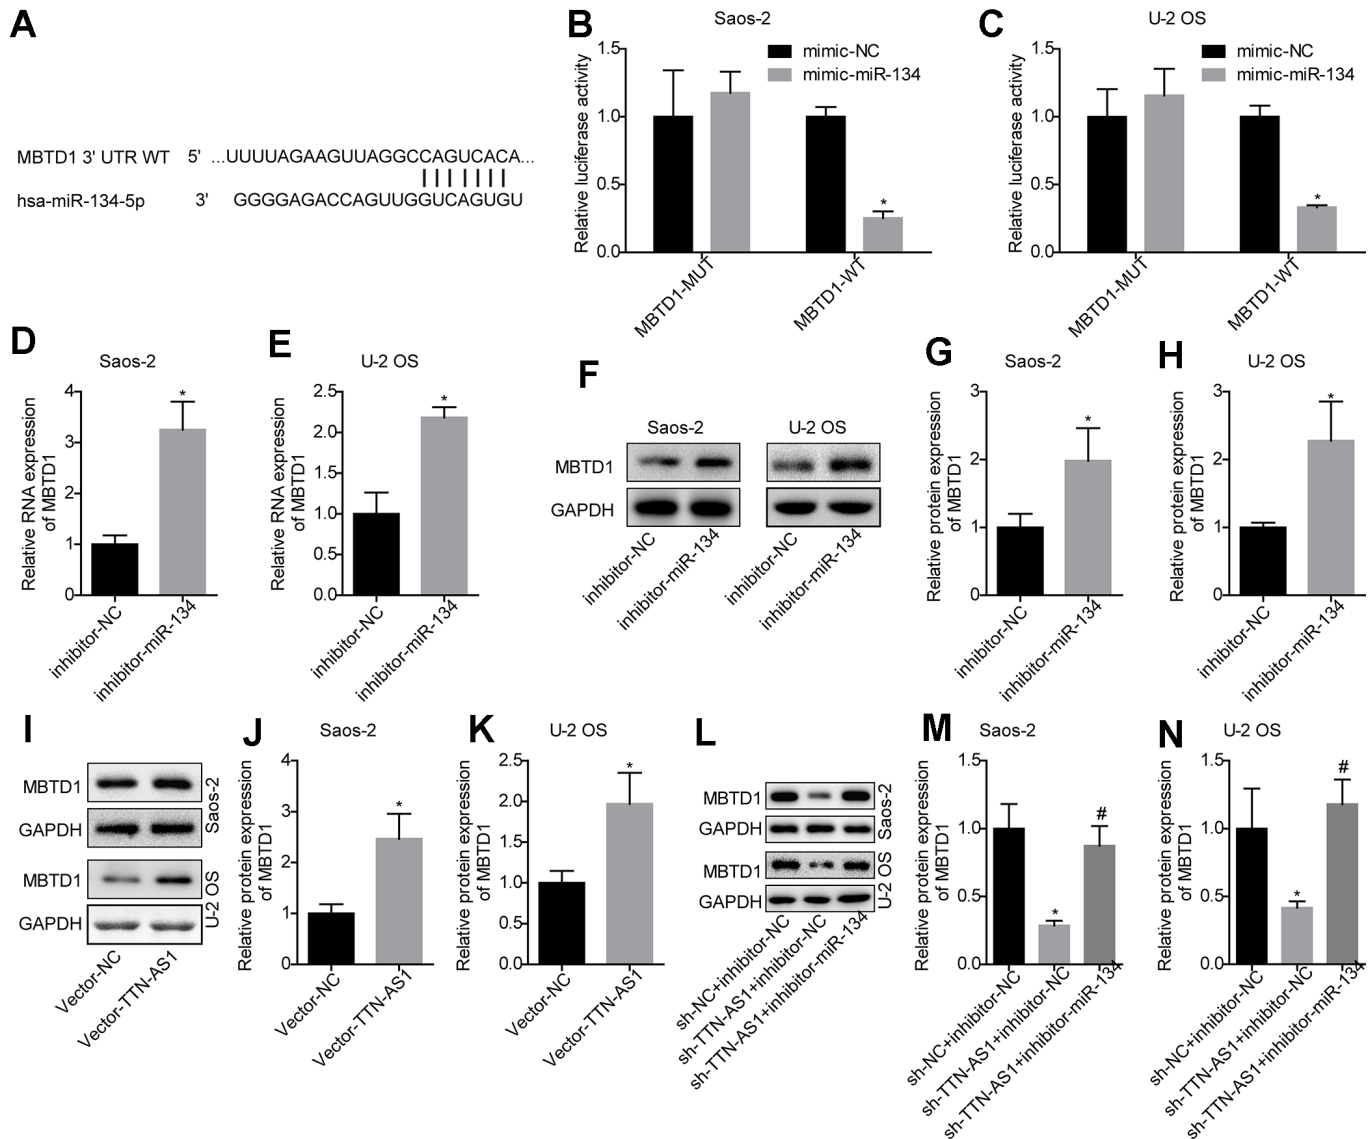 A
MBTD1 3' UTR WT 5' ...UUUUAGAAGUUAGGCCAGUCACA...
hsa-miR-134-5p 3' GGGGAGACCAGUUGGUCAGUGU
B
Saos-2
mimic-NC
mimic-miR-134
Relative luciferase activity
1.5
1.0
0.5
0.0
*
MBTD1-MUT
MBTD1-WT
C
U-2 OS
mimic-NC
mimic-miR-134
Relative luciferase activity
1.5
1.0
0.5
0.0
*
MBTD1-MUT
MBTD1-WT
D
Saos-2
Relative RNA expression
of MBTD1
4
3
2
1
0
*
inhibitor-NC
inhibitor-miR-134
E
U-2 OS
Relative RNA expression
of MBTD1
2.5
2.0
1.5
1.0
0.5
0.0
*
inhibitor-NC
inhibitor-miR-134
F
Saos-2
U-2 OS
MBTD1
GAPDH
inhibitor-NC
inhibitor-miR-134
inhibitor-NC
inhibitor-miR-134
G
Saos-2
Relative protein expression
of MBTD1
3
2
1
0
*
inhibitor-NC
inhibitor-miR-134
H
U-2 OS
Relative protein expression
of MBTD1
3
2
1
0
*
inhibitor-NC
inhibitor-miR-134
I
MBTD1
GAPDH
Saos-2
MBTD1
GAPDH
U-2 OS
Vector-NC
Vector-TTN-AS1
J
Saos-2
Relative protein expression
of MBTD1
4
3
2
1
0
*
Vector-NC
Vector-TTN-AS1
K
U-2 OS
Relative protein expression
of MBTD1
2.5
2.0
1.5
1.0
0.5
0.0
*
Vector-NC
Vector-TTN-AS1
L
MBTD1
GAPDH
Saos-2
MBTD1
GAPDH
U-2 OS
sh-NC+inhibitor-NC
sh-TTN-AS1+inhibitor-NC
sh-TTN-AS1+inhibitor-miR-134
M
Saos-2
Relative protein expression
of MBTD1
1.5
1.0
0.5
0.0
*
#
sh-NC+inhibitor-NC
sh-TTN-AS1+inhibitor-NC
sh-TTN-AS1+inhibitor-miR-134
N
U-2 OS
Relative protein expression
of MBTD1
1.5
1.0
0.5
0.0
*
#
sh-NC+inhibitor-NC
sh-TTN-AS1+inhibitor-NC
sh-TTN-AS1+inhibitor-miR-134